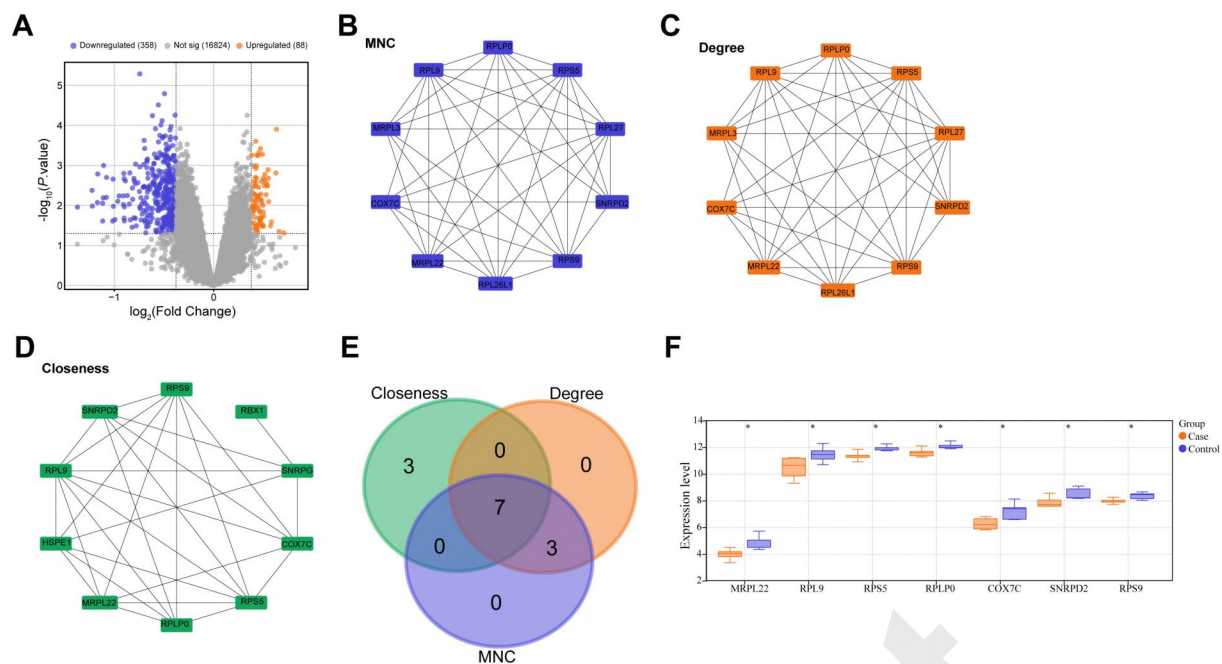 A
Downregulated (358) Not sig (16824) Upregulated (88)
5
4
3
2
1
0
-log10(P.value)
−1 0
log2(Fold Change)
B
MNC
RPLP0
RPL9
RPS5
MRPL3
RPL27
COX7C
SNRPD2
MRPL22
RPS9
RPL26L1
C
Degree
RPLP0
RPL9
RPS5
MRPL3
RPL27
COX7C
SNRPD2
MRPL22
RPS9
RPL26L1
D
Closeness
RPS9
SNRPD2
RBX1
RPL9
SNRPG
HSPE1
COX7C
MRPL22
RPS5
RPLP0
E
Closeness
Degree
0
3
0
7
0
3
0
MNC
F
14
12
10
8
6
4
2
Expression level
* * * * * * *
MRPL22 RPL9 RPS5 RPLP0 COX7C SNRPD2 RPS9
Group
Case
Control